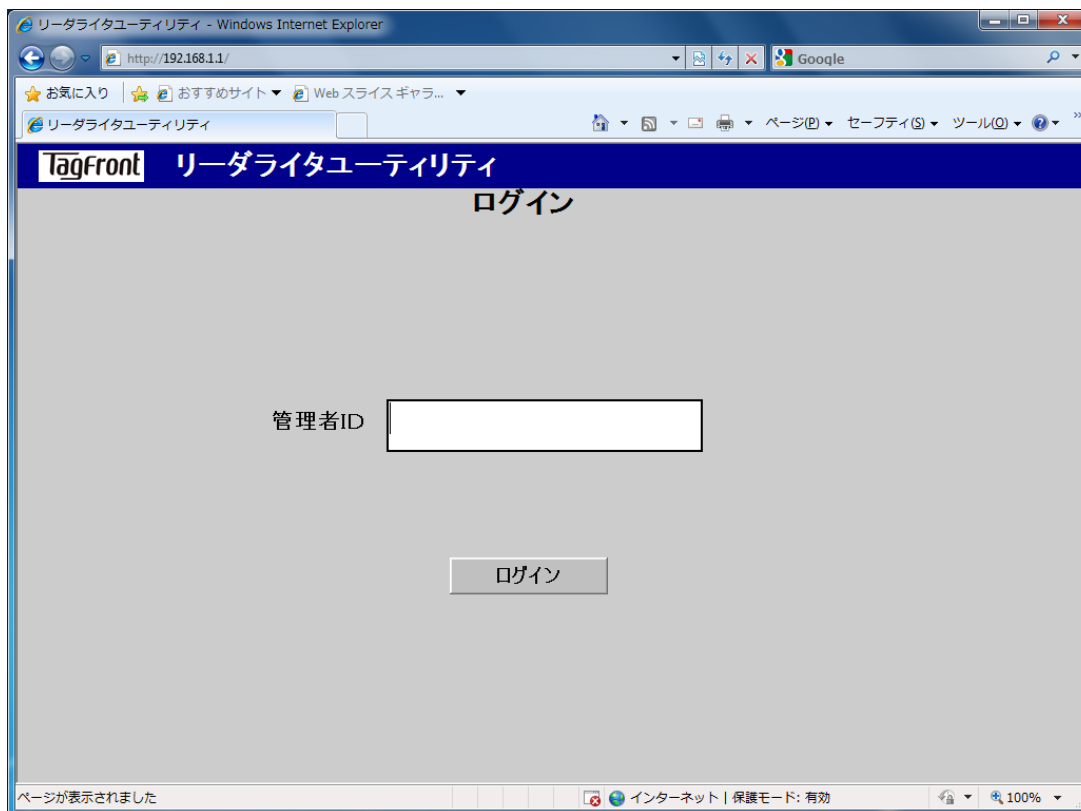 リーダライタユーティリティ - Windows Internet Explorer
http://192.168.1.1/
Google
お気に入り
おすすめサイト
Web スライス ギャラ...
リーダライタユーティリティ
ページ(P)
セーフティ(S)
ツール(O)
TagFront リーダライタユーティリティ
ログイン
管理者ID
ログイン
ページが表示されました
インターネット | 保護モード: 有効
100%